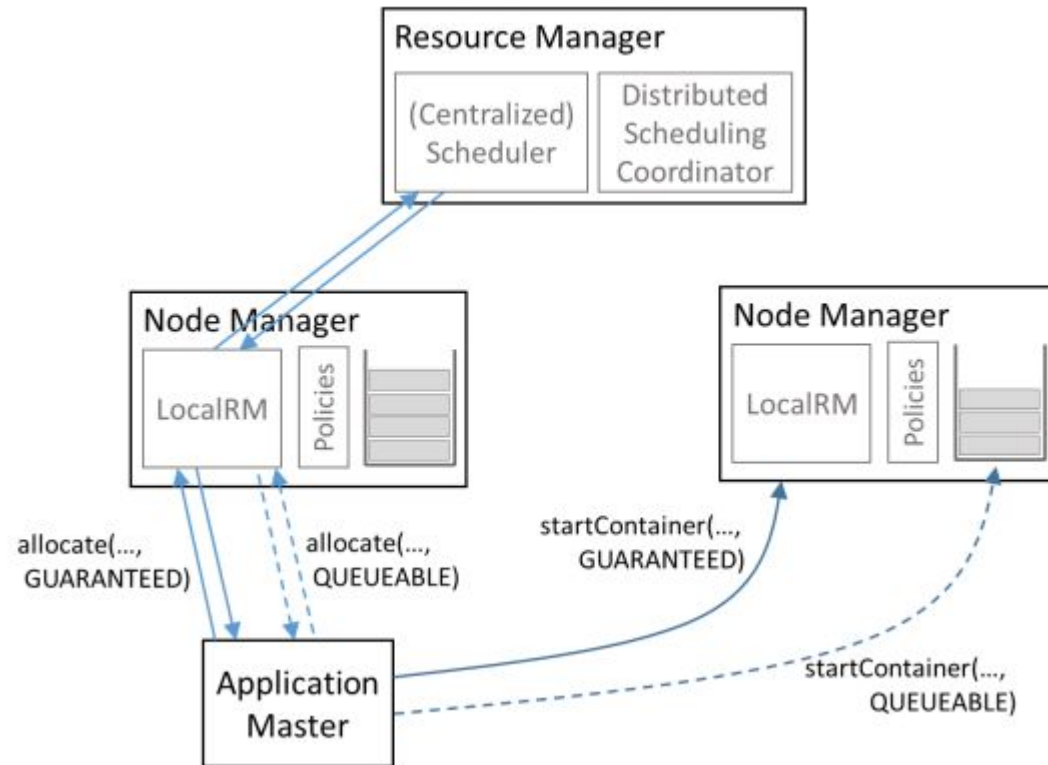 Resource Manager
(Centralized)
Scheduler
Distributed
Scheduling
Coordinator
Node Manager
LocalRM
Policies
Node Manager
LocalRM
Policies
allocate(...,
GUARANTEED)
allocate(...,
QUEUEABLE)
startContainer(...,
GUARANTEED)
startContainer(...,
QUEUEABLE)
Application
Master